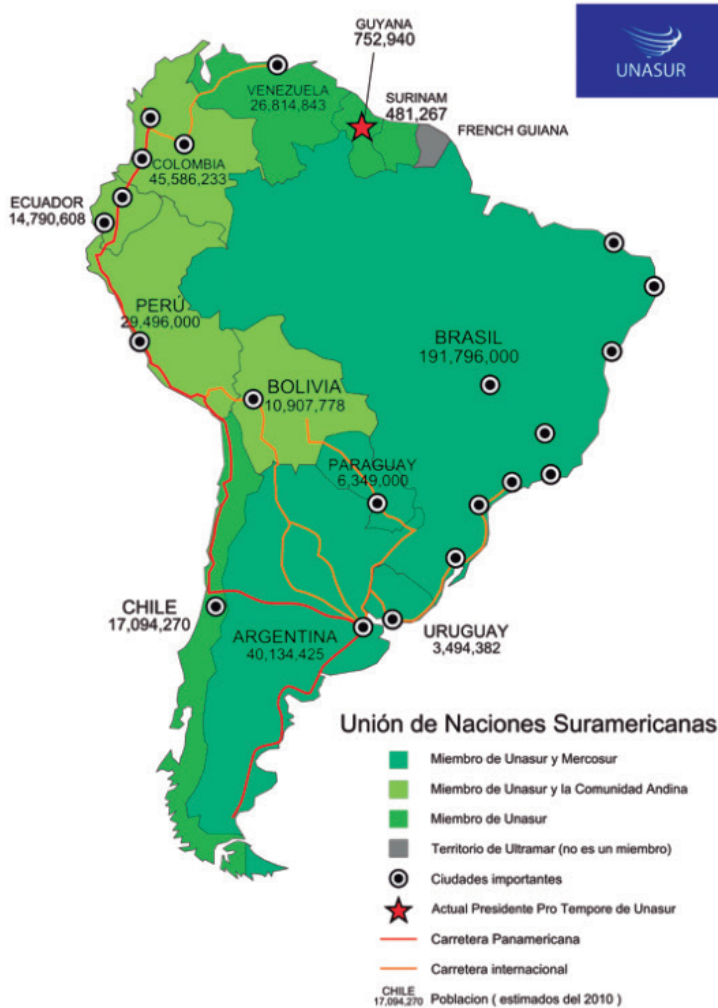 GUYANA
752,940
UNASUR
VENEZUELA
26,814,843
SURINAM
481,267
FRENCH GUIANA
COLOMBIA
45,586,233
ECUADOR
14,790,608
PERÚ
29,496,000
BRASIL
191,796,000
BOLIVIA
10,907,778
PARAGUAY
6,349,000
CHILE
17,094,270
ARGENTINA
40,134,425
URUGUAY
3,494,382
Unión de Naciones Suramericanas
Miembro de Unasur y Mercosur
Miembro de Unasur y la Comunidad Andina
Miembro de Unasur
Territorio de Ultramar (no es un miembro)
Ciudades importantes
Actual Presidente Pro Tempore de Unasur
Carretera Panamericana
Carretera internacional
CHILE
17,094,270 Poblacion ( estimados del 2010 )